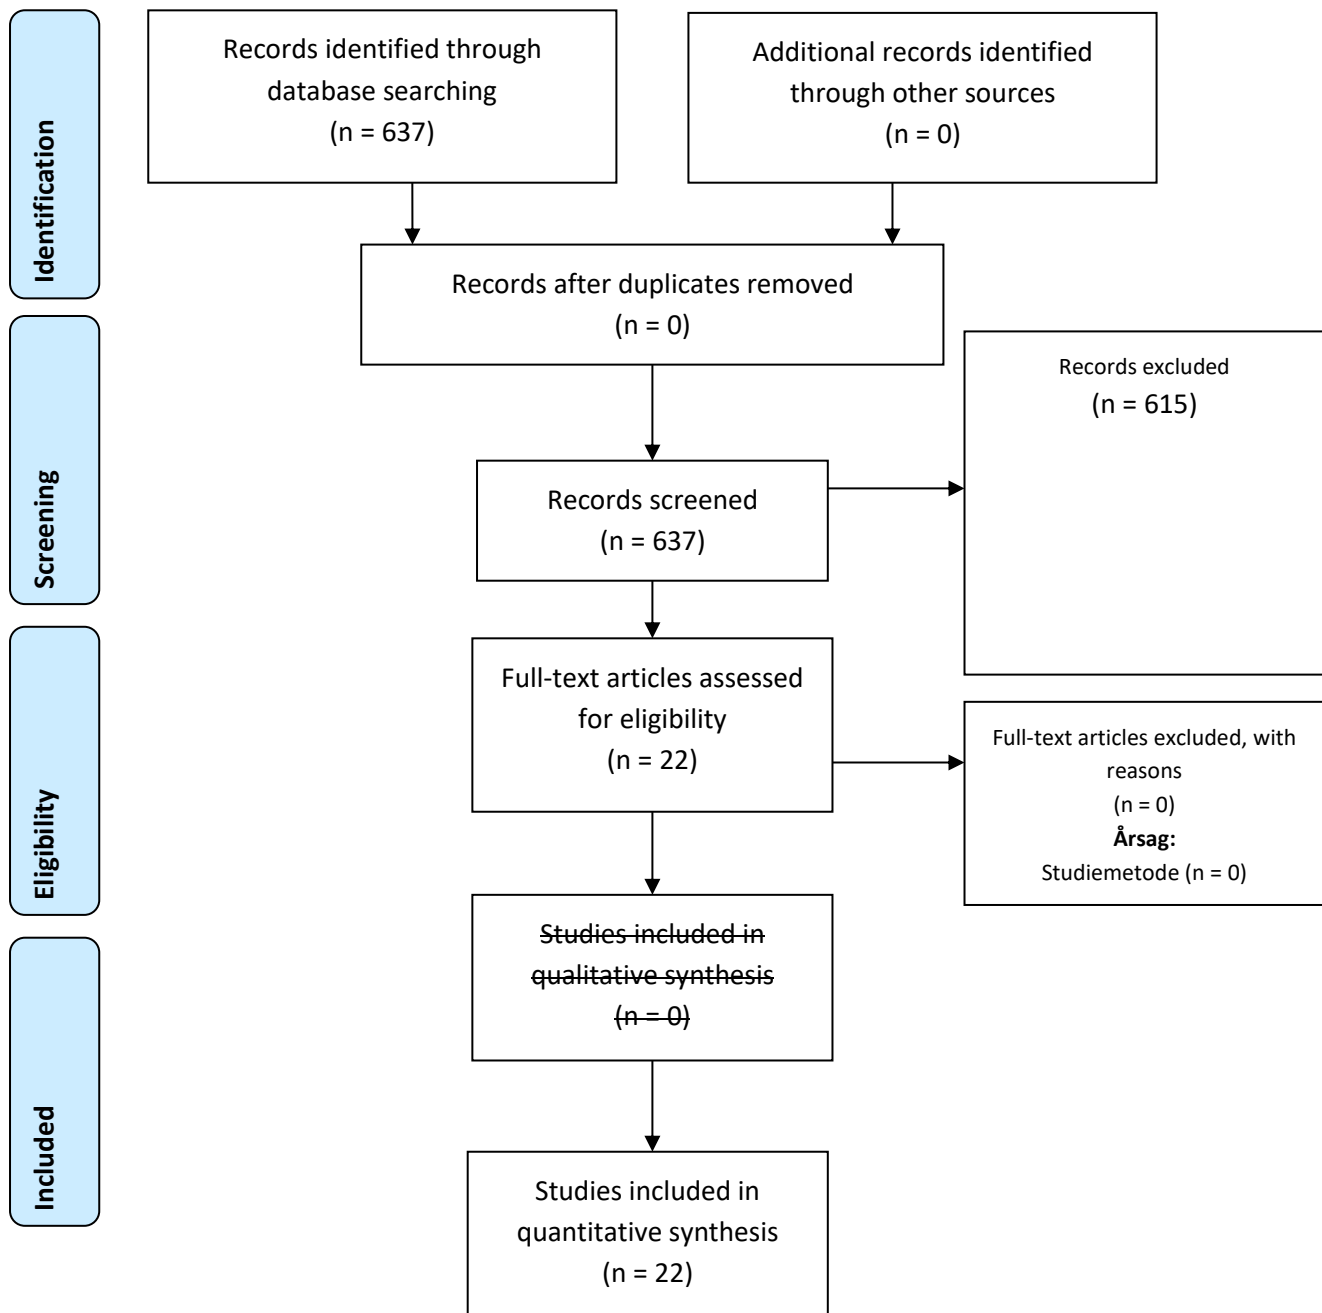 Identification
Records identified through
database searching
(n = 637)
Additional records identified
through other sources
(n = 0)
Records after duplicates removed
(n = 0)
Screening
Records screened
(n = 637)
Records excluded
(n = 615)
Eligibility
Full-text articles assessed
for eligibility
(n = 22)
Full-text articles excluded, with
reasons
(n = 0)
Årsag:
Studiemetode (n = 0)
Included
Studies included in
qualitative synthesis
(n = 0)
Studies included in
quantitative synthesis
(n = 22)